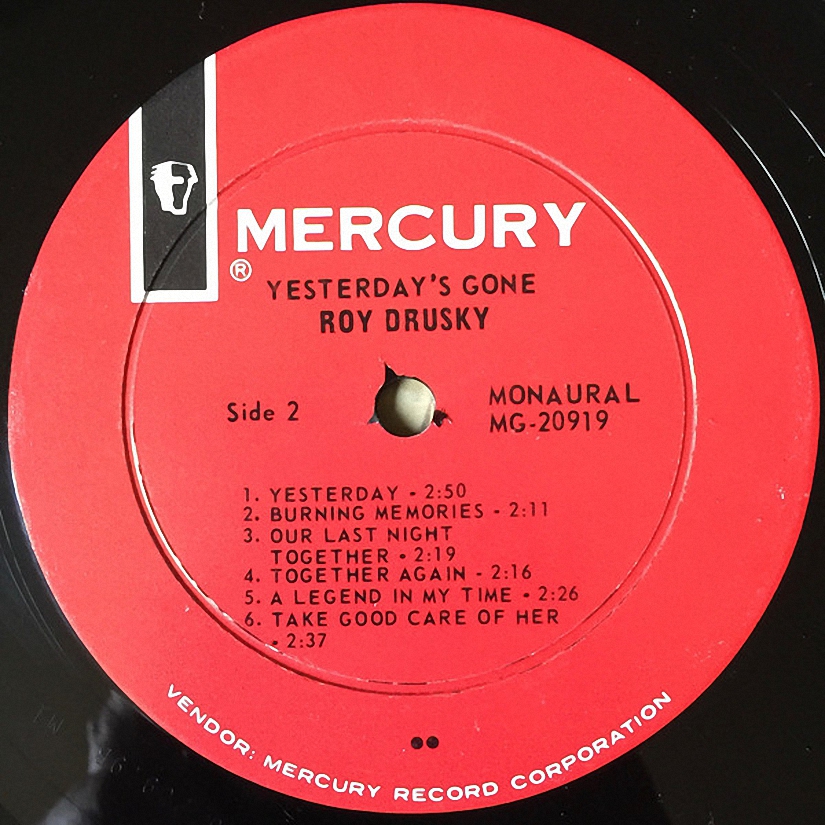 MERCURY
®
YESTERDAY'S GONE
ROY DRUSKY
Side 2
MONAURAL
MG-20919
1. YESTERDAY • 2:50
2. BURNING MEMORIES - 2:11
3. OUR LAST NIGHT
TOGETHER • 2:19
4. TOGETHER AGAIN - 2:16
5. A LEGEND IN MY TIME • 2:26
6. TAKE GOOD CARE OF HER
• 2:37
VENDOR: MERCURY RECORD CORPORATION